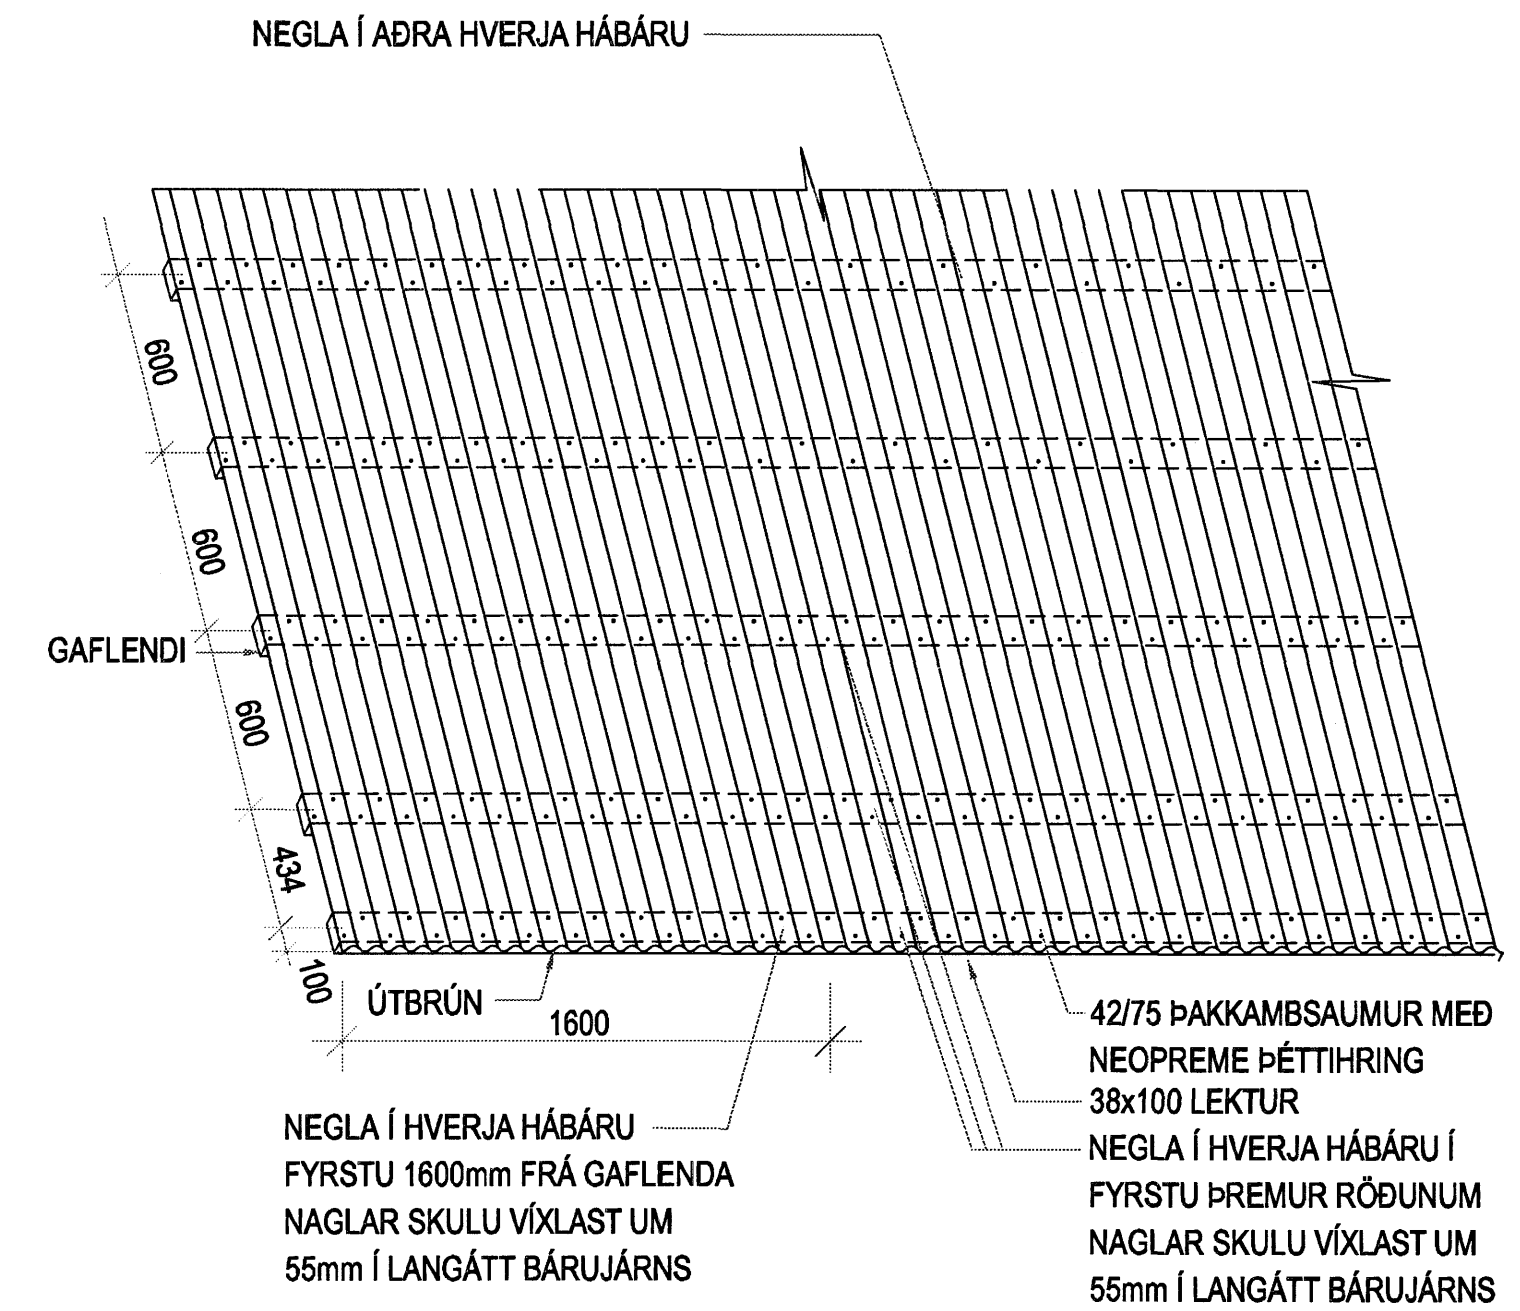 NEGLA Í AÐRA HVERJA HÁBÁRU
600
600
GAFLENDI
600
434
100
ÚTBRÚN
1600
42/75 ÞAKKAMBSAUMUR MEÐ
NEOPREME ÞÉTTIHRING
38x100 LEKTUR
NEGLA Í HVERJA HÁBÁRU
FYRSTU 1600mm FRÁ GAFLENDA
NAGLAR SKULU VÍXLAST UM
55mm Í LANGÁTT BÁRUJÁRNS
NEGLA Í HVERJA HÁBÁRU Í
FYRSTU ÞREMUR RÖÐUNUM
NAGLAR SKULU VÍXLAST UM
55mm Í LANGÁTT BÁRUJÁRNS